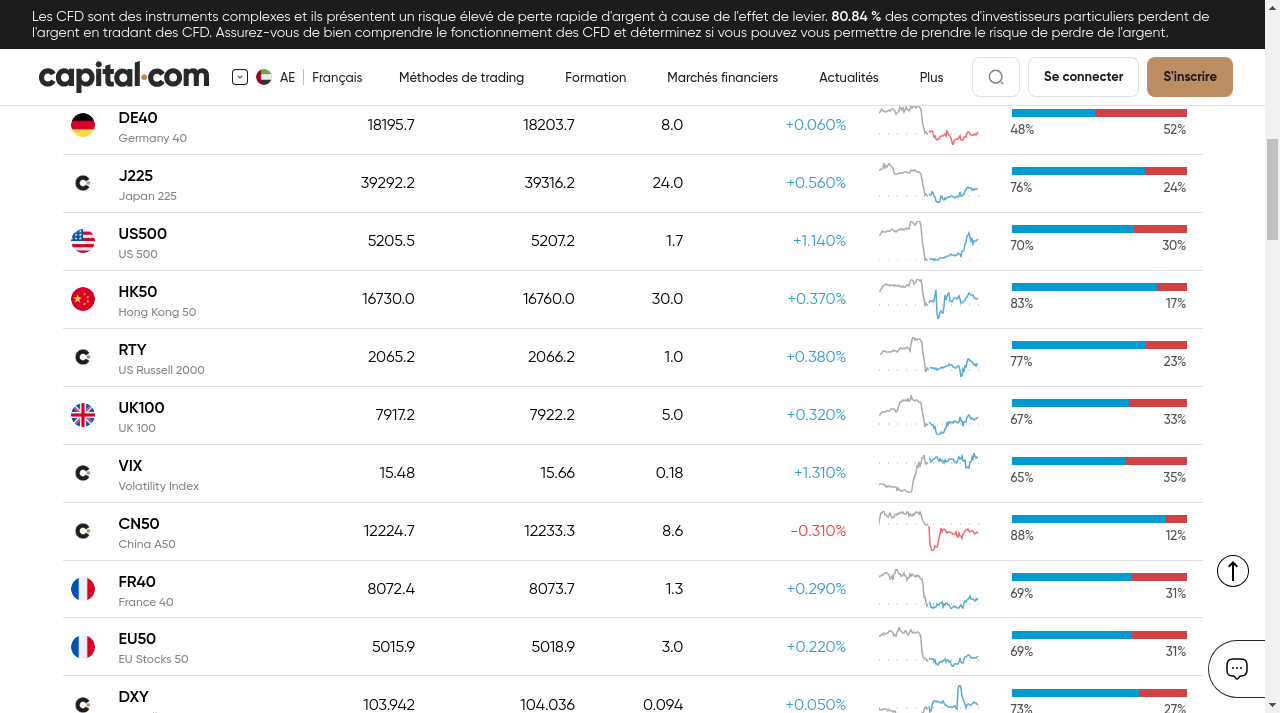 Les CFD sont des instruments complexes et ils présentent un risque élevé de perte rapide d'argent à cause de l'effet de levier. 80.84 % des comptes d'investisseurs particuliers perdent de
l'argent en tradant des CFD. Assurez-vous de bien comprendre le fonctionnement des CFD et déterminez si vous pouvez vous permettre de prendre le risque de perdre de l'argent.
capital.com AE Français Méthodes de trading Formation Marchés financiers Actualités Plus Se connecter S'inscrire
DE40 18195.7 18203.7 8.0 +0.060%
Germany 40 48% 52%
J225 39292.2 39316.2 24.0 +0.560%
Japan 225 76% 24%
US500 5205.5 5207.2 1.7 +1.140%
US 500 70% 30%
HK50 16730.0 16760.0 30.0 +0.370%
Hong Kong 50 83% 17%
RTY 2065.2 2066.2 1.0 +0.380%
US Russell 2000 77% 23%
UK100 7917.2 7922.2 5.0 +0.320%
UK 100 67% 33%
VIX 15.48 15.66 0.18 +1.310%
Volatility Index 65% 35%
CN50 12224.7 12233.3 8.6 -0.310%
China A50 88% 12%
FR40 8072.4 8073.7 1.3 +0.290%
France 40 69% 31%
EU50 5015.9 5018.9 3.0 +0.220%
EU Stocks 50 69% 31%
DXY 103.942 104.036 0.094 +0.050%
73% 27%